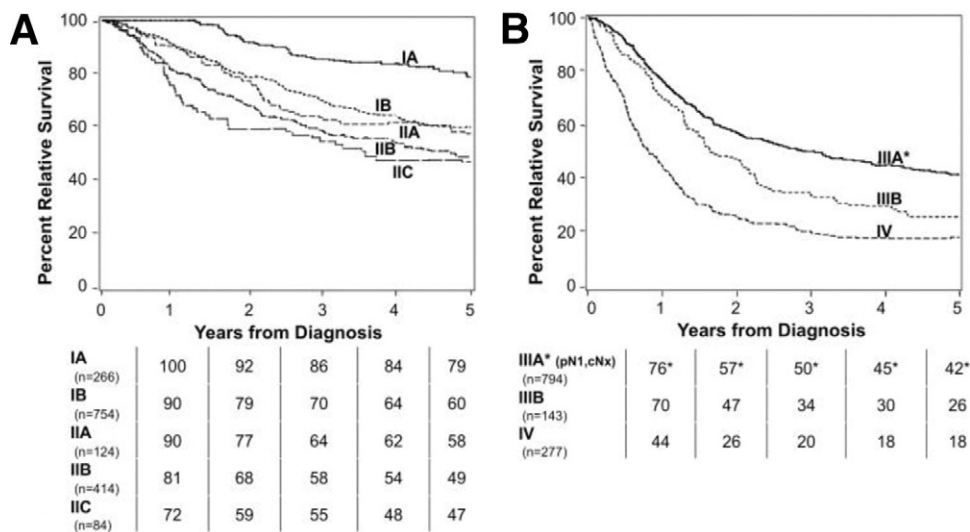 A
100
80
60
40
20
0
Percent Relative Survival
IA
IB
IIA
IIB
IIC
0 1 2 3 4 5
Years from Diagnosis
IA
(n=266)
100 92 86 84 79
IB
(n=754)
90 79 70 64 60
IIA
(n=124)
90 77 64 62 58
IIB
(n=414)
81 68 58 54 49
IIC
(n=84)
72 59 55 48 47
B
100
80
60
40
20
0
Percent Relative Survival
IIIA*
IIIB
IV
0 1 2 3 4 5
Years from Diagnosis
IIIA* (pN1,cNx)
(n=794)
76* 57* 50* 45* 42*
IIIB
(n=143)
70 47 34 30 26
IV
(n=277)
44 26 20 18 18